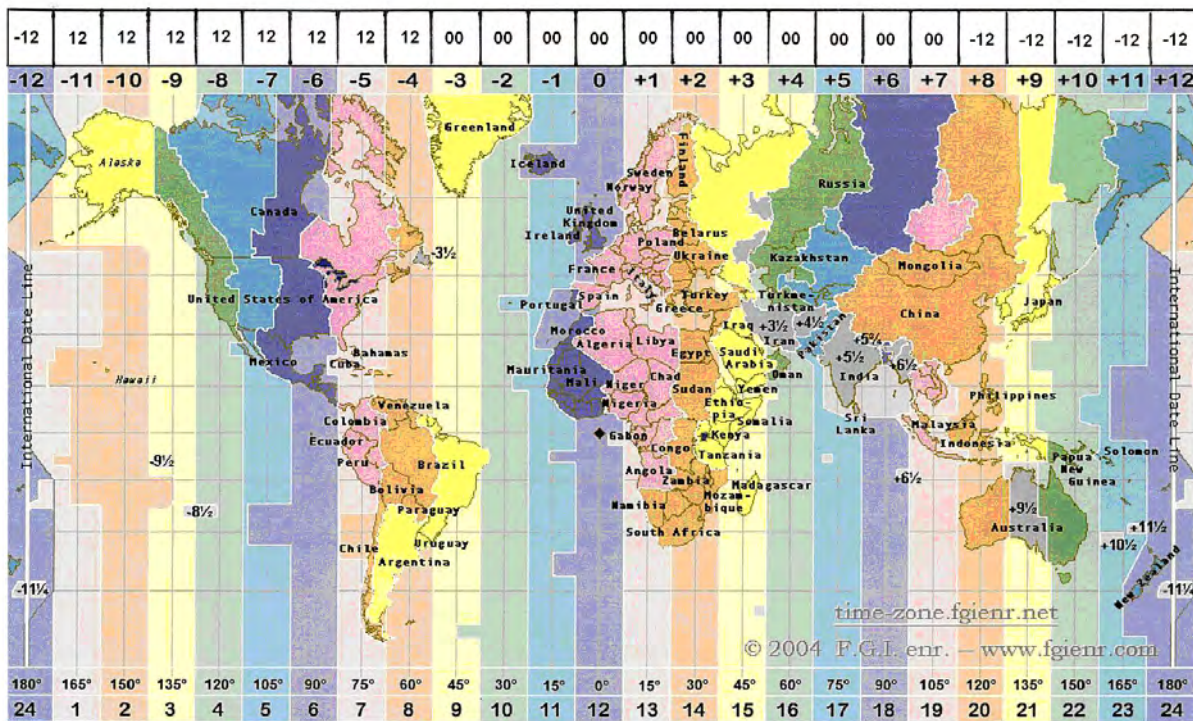 -12 12 12 12 12 12 12 12 12 00 00 00 00 00 00 00 00 00 00 00 -12 -12 -12 -12 -12
-12 -11 -10 -9 -8 -7 -6 -5 -4 -3 -2 -1 0 +1 +2 +3 +4 +5 +6 +7 +8 +9 +10 +11 +12
Greenland
Alaska
Iceland
Finland
Sweden
Norway
Russia
Canada
United
Kingdom
Ireland
Belarus
Poland
Ukraine
-3½
Kazakhstan
Mongolia
France
Italy
International Date Line
International Date Line
United States of America
Portugal
Spain
Greece
Turkey
Turkme-
nistan
China
Japan
Morocco
Algeria
Libya
Iraq
+3½
Iran
+4½
Pakistan
+5¾
Mexico
Bahamas
Cuba
Egypt
Saudi
Arabia
+5½
India
+6½
Hawaii
Mauritania
Mali
Niger
Chad
Sudan
Oman
Yemen
Philippines
Venezuela
Colombia
Nigeria
Ethio-
pia
Somalia
Sri
Lanka
Malaysia
Ecuador
Gabon
Congo
Kenya
Indonesia
-9½
Peru
Brazil
Tanzania
Papua
New
Guinea
Solomon
Angola
Zambia
+6½
Bolivia
Madagascar
Mozam-
bique
-8½
Paraguay
Namibia
+9½
Australia
Chile
Uruguay
South Africa
+11½
+10½
Argentina
-11¼
New Zealand
-11¼
time-zone.fgienr.net
© 2004 F.G.I. enr. – www.fgienr.com
180° 165° 150° 135° 120° 105° 90° 75° 60° 45° 30° 15° 0° 15° 30° 45° 60° 75° 90° 105° 120° 135° 150° 165° 180°
24 1 2 3 4 5 6 7 8 9 10 11 12 13 14 15 16 17 18 19 20 21 22 23 24